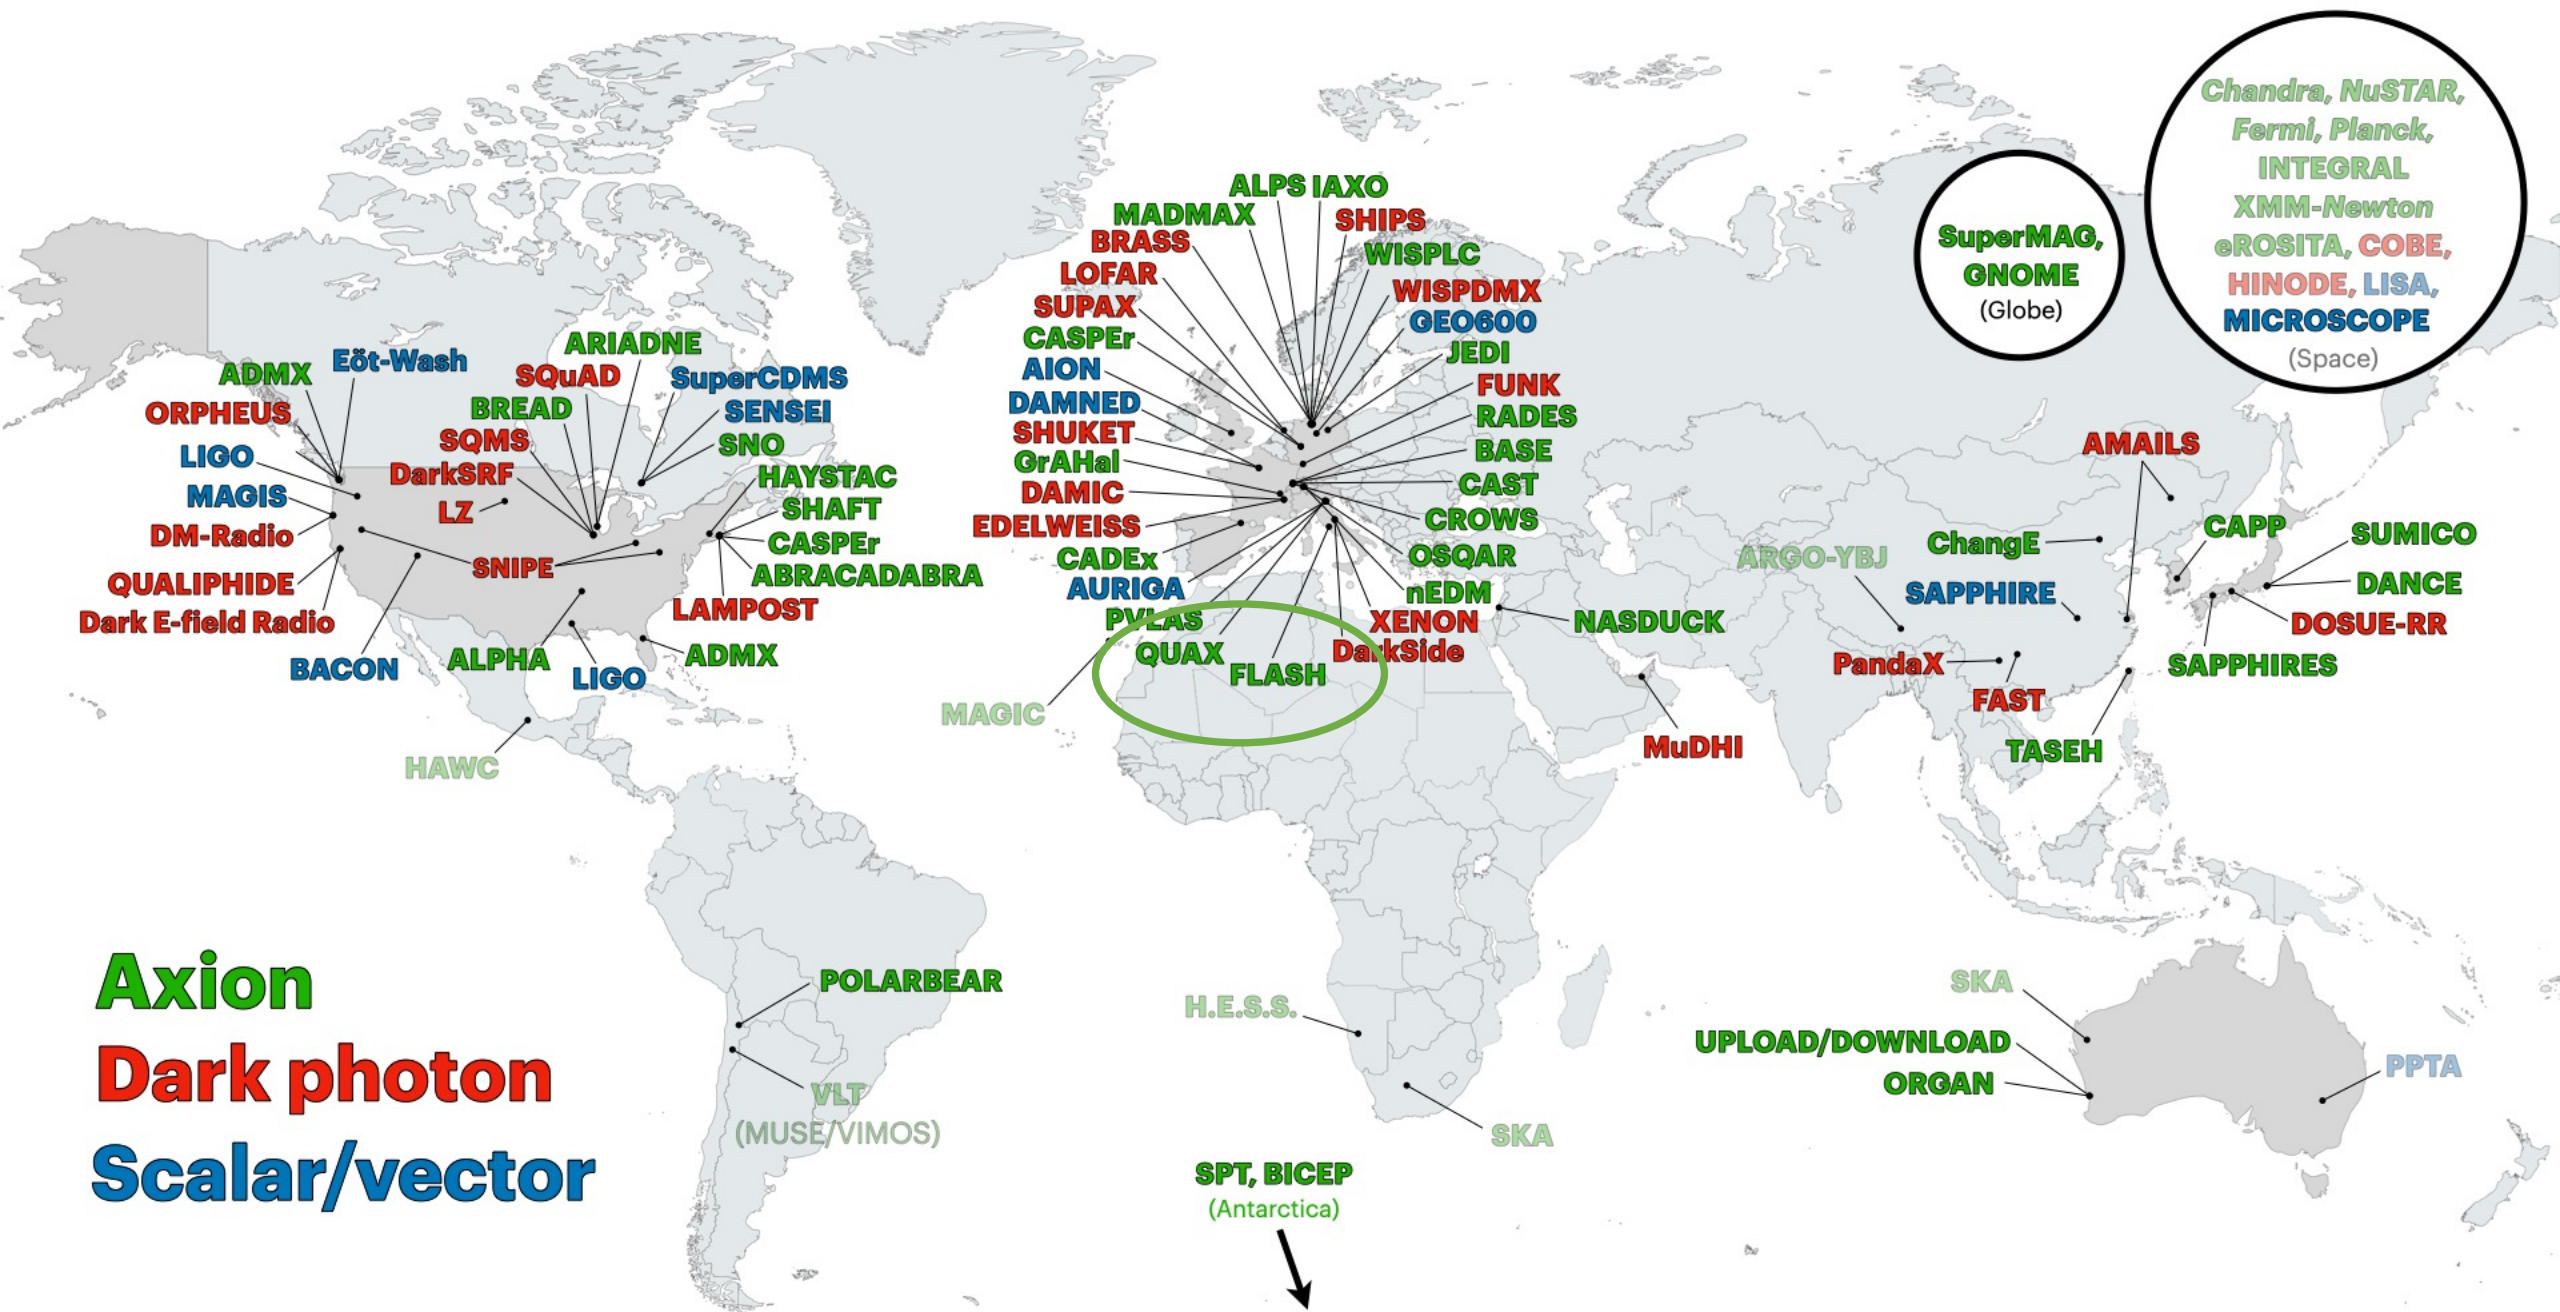 Chandra, NuSTAR,
Fermi, Planck,
INTEGRAL
XMM-Newton
eROSITA, COBE,
HINODE, LISA,
MICROSCOPE
(Space)
SuperMAG,
GNOME
(Globe)
ADMX
Eöt-Wash
ORPHEUS
LIGO
MAGIS
DM-Radio
QUALIPHIDE
Dark E-field Radio
BACON
ARIADNE
SQuAD
BREAD
SQMS
DarkSRF
LZ
SNIPE
SuperCDMS
SENSEI
SNO
HAYSTAC
SHAFT
CASPEr
ABRACADABRA
LAMPOST
ADMX
ALPHA
LIGO
HAWC
ALPS IAXO
MADMAX
BRASS
LOFAR
SUPAX
CASPEr
AION
DAMNED
SHUKET
GrAHal
DAMIC
EDELWEISS
CADEx
AURIGA
PVLAS
QUAX
FLASH
MAGIC
SHIPS
WISPLC
WISPDMX
GEO600
JEDI
FUNK
RADES
BASE
CAST
CROWS
OSQAR
nEDM
XENON
DarkSide
NASDUCK
MuDHI
ARGO-YBJ
AMAILS
ChangE
SAPPHIRE
CAPP
SUMICO
DANCE
DOSUE-RR
SAPPHIRES
PandaX
FAST
TASEH
POLARBEAR
VLT
(MUSE/VIMOS)
H.E.S.S.
SKA
SPT, BICEP
(Antarctica)
SKA
UPLOAD/DOWNLOAD
ORGAN
PPTA
Axion
Dark photon
Scalar/vector